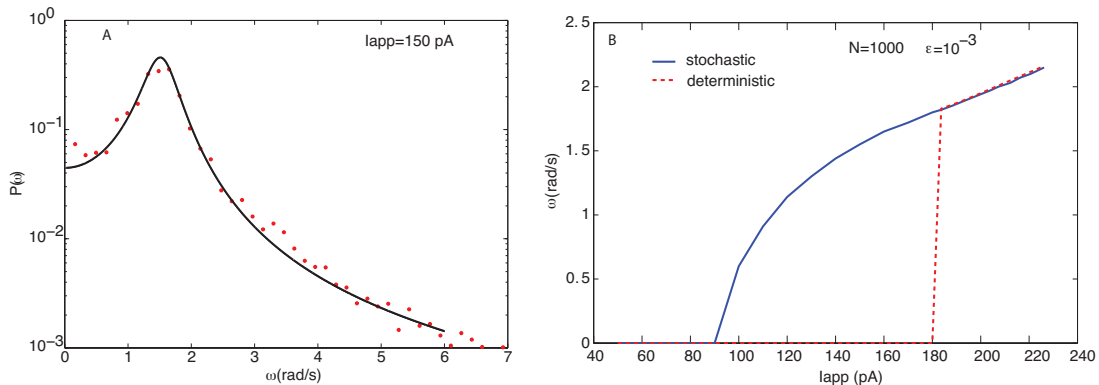 A
Iapp=150 pA
P(ω)
10^0
10^-1
10^-2
10^-3
0 1 2 3 4 5 6 7
ω(rad/s)
B
N=1000 ε=10^-3
stochastic
deterministic
ω(rad/s)
2.5
2
1.5
1
0.5
0
40 60 80 100 120 140 160 180 200 220 240
Iapp (pA)